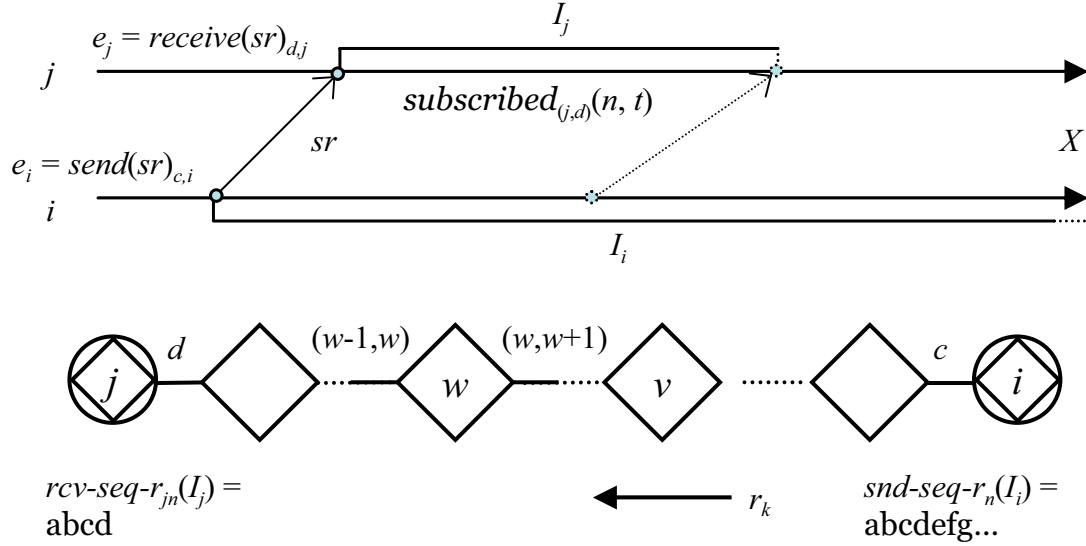 I_j
e_j = receive(sr)_{d,j}
j
subscribed_{(j,d)}(n, t)
sr
X
e_i = send(sr)_{c,i}
i
I_i
d
(w-1,w)
(w,w+1)
c
j
w
v
i
rcv-seq-r_{jn}(I_j) =
abcd
r_k
snd-seq-r_n(I_i) =
abcdefg...